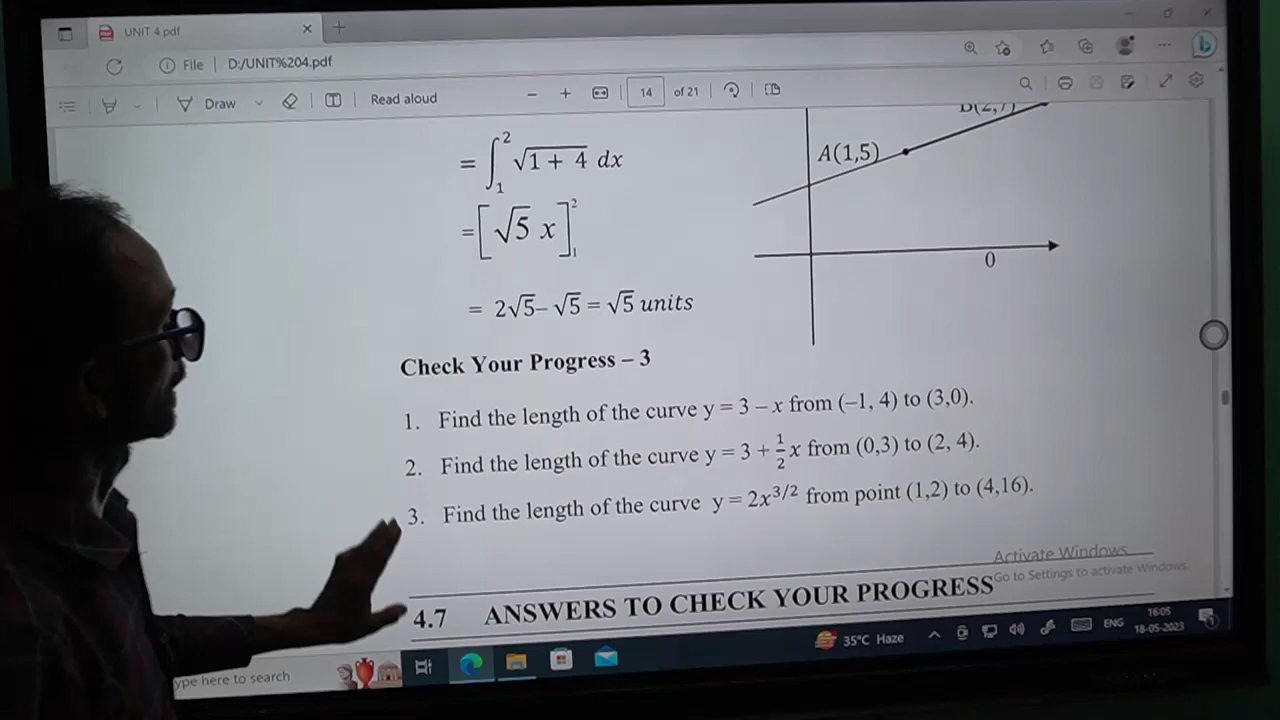 UNIT 4.pdf
File D:/UNIT%204.pdf
Draw Read aloud 14 of 21
= ∫₁² √(1 + 4) dx
= [ √5 x ]₁²
= 2√5– √5 = √5 units
B(2,7)
A(1,5)
0
Check Your Progress – 3
1. Find the length of the curve y = 3 – x from (–1, 4) to (3,0).
2. Find the length of the curve y = 3 + 1/2 x from (0,3) to (2, 4).
3. Find the length of the curve y = 2x^3/2 from point (1,2) to (4,16).
Activate Windows
Go to Settings to activate Windows.
4.7 ANSWERS TO CHECK YOUR PROGRESS
ype here to search
35°C Haze
ENG
16:05
18-05-2023
1